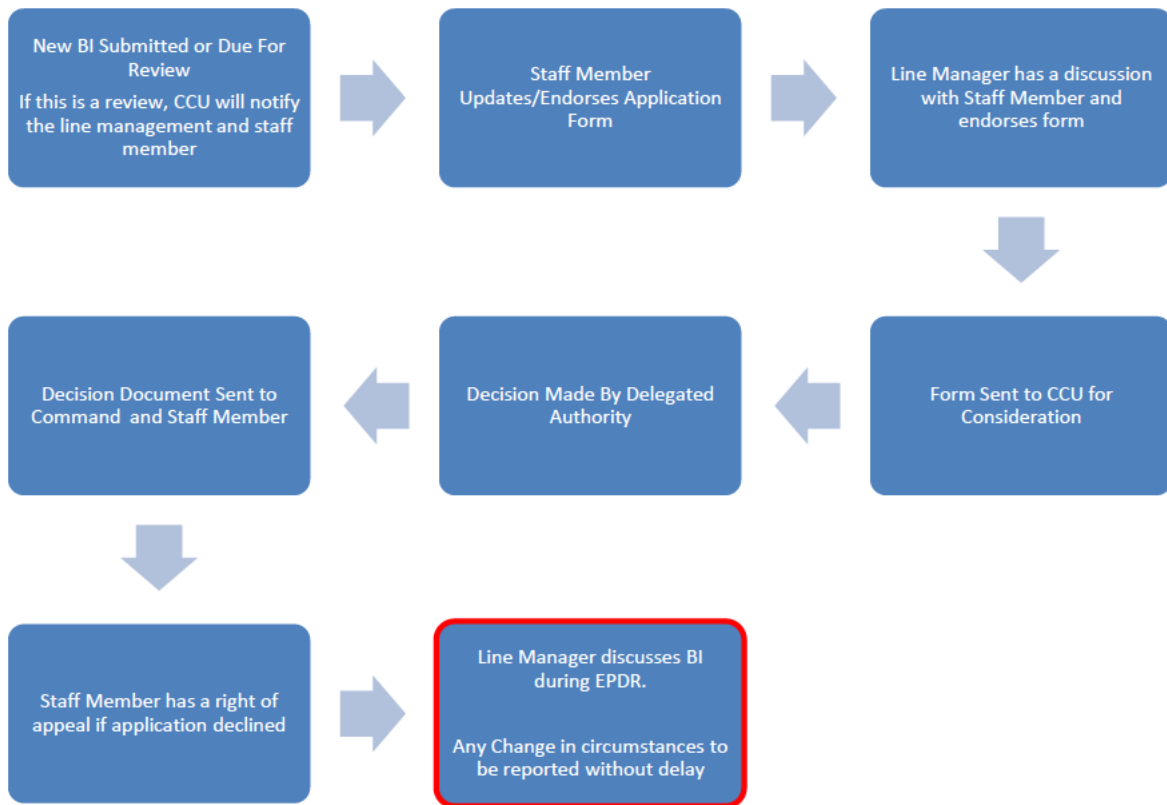 New BI Submitted or Due For
Review
If this is a review, CCU will notify
the line management and staff
member
Staff Member
Updates/Endorses Application
Form
Line Manager has a discussion
with Staff Member and
endorses form
Form Sent to CCU for
Consideration
Decision Made By Delegated
Authority
Decision Document Sent to
Command and Staff Member
Staff Member has a right of
appeal if application declined
Line Manager discusses BI
during EPDR.
Any Change in circumstances to
be reported without delay